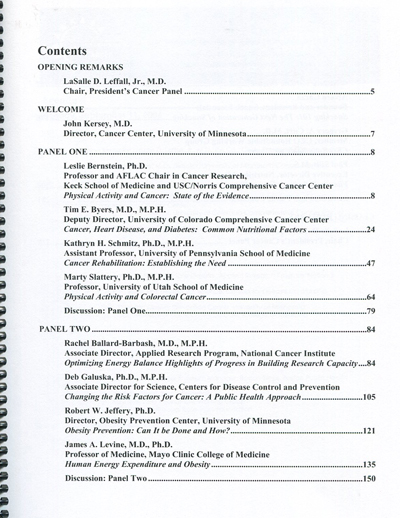 Contents
OPENING REMARKS
LaSalle D. Leffall, Jr., M.D.
Chair, President's Cancer Panel ..........5
WELCOME
John Kersey, M.D.
Director, Cancer Center, University of Minnesota..........7
PANEL ONE ..........8
Leslie Bernstein, Ph.D.
Professor and AFLAC Chair in Cancer Research,
Keck School of Medicine and USC/Norris Comprehensive Cancer Center
Physical Activity and Cancer: State of the Evidence..........8
Tim E. Byers, M.D., M.P.H.
Deputy Director, University of Colorado Comprehensive Cancer Center
Cancer, Heart Disease, and Diabetes: Common Nutritional Factors ..........24
Kathryn H. Schmitz, Ph.D., M.P.H.
Assistant Professor, University of Pennsylvania School of Medicine
Cancer Rehabilitation: Establishing the Need ..........47
Marty Slattery, Ph.D., M.P.H.
Professor, University of Utah School of Medicine
Physical Activity and Colorectal Cancer..........64
Discussion: Panel One..........79
PANEL TWO ..........84
Rachel Ballard-Barbash, M.D., M.P.H.
Associate Director, Applied Research Program, National Cancer Institute
Optimizing Energy Balance Highlights of Progress in Building Research Capacity....84
Deb Galuska, Ph.D., M.P.H.
Associate Director for Science, Centers for Disease Control and Prevention
Changing the Risk Factors for Cancer: A Public Health Approach..........105
Robert W. Jeffery, Ph.D.
Director, Obesity Prevention Center, University of Minnesota
Obesity Prevention: Can it be Done and How?..........121
James A. Levine, M.D., Ph.D.
Professor of Medicine, Mayo Clinic College of Medicine
Human Energy Expenditure and Obesity..........135
Discussion: Panel Two..........150